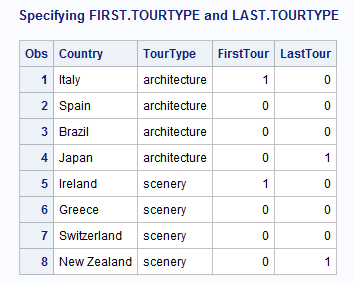 Specifying FIRST.TOURTYPE and LAST.TOURTYPE
Obs Country TourType FirstTour LastTour
1 Italy architecture 1 0
2 Spain architecture 0 0
3 Brazil architecture 0 0
4 Japan architecture 0 1
5 Ireland scenery 1 0
6 Greece scenery 0 0
7 Switzerland scenery 0 0
8 New Zealand scenery 0 1